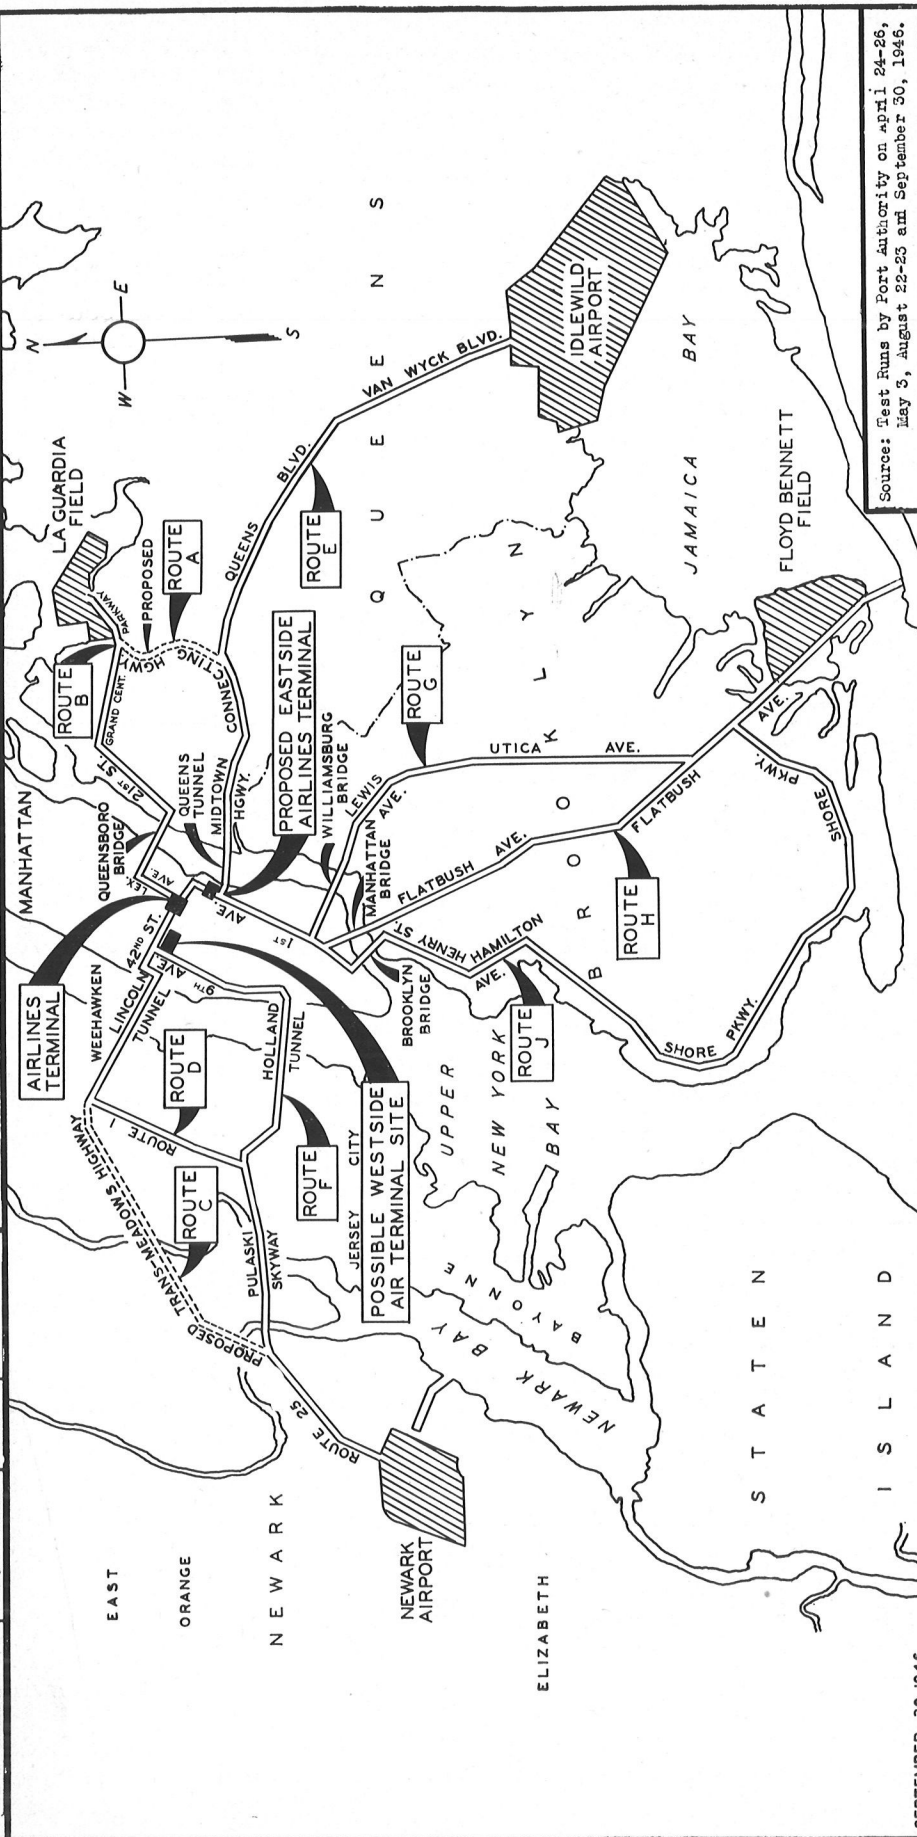 MANHATTAN
LA GUARDIA
FIELD
N
E
W
S
AIRLINES
TERMINAL
WEEHAWKEN
LINCOLN
TUNNEL
42ND ST.
9TH
AVE.
LEX.
AVE.
QUEENSBORO
BRIDGE
21ST ST.
ROUTE
B
GRAND CENT.
PARKWAY
PROPOSED
ROUTE
A
CONNECTING
HGWY.
QUEENS
TUNNEL
MIDTOWN
HGWY.
QUEENS
BLVD.
ROUTE
E
VAN WYCK BLVD.
QUEENS
IDLEWILD
AIRPORT
PROPOSED EASTSIDE
AIRLINES TERMINAL
1ST
AVE.
WILLIAMSBURG
BRIDGE
LEWIS
AVE.
ROUTE
G
UTICA AVE.
MANHATTAN
BRIDGE
FLATBUSH AVE.
FLATBUSH
AVE.
ROUTE
H
BROOKLYN
JAMAICA BAY
FLOYD BENNETT
FIELD
SHORE
PKWY.
SHORE
PKWY.
HENRY ST.
HAMILTON
AVE.
ROUTE
J
BROOKLYN
BRIDGE
HOLLAND
TUNNEL
ROUTE
D
ROUTE 1
ROUTE
F
PROPOSED TRANS-MEADOWS HIGHWAY
ROUTE
C
PULASKI
SKYWAY
JERSEY CITY
POSSIBLE WESTSIDE
AIR TERMINAL SITE
UPPER
NEW YORK
BAY
BAYONNE
NEWARK BAY
ROUTE 25
EAST
ORANGE
NEWARK
NEWARK
AIRPORT
ELIZABETH
STATEN
ISLAND
Source: Test Runs by Port Authority on April 24-26,
May 3, August 22-23 and September 30, 1946.